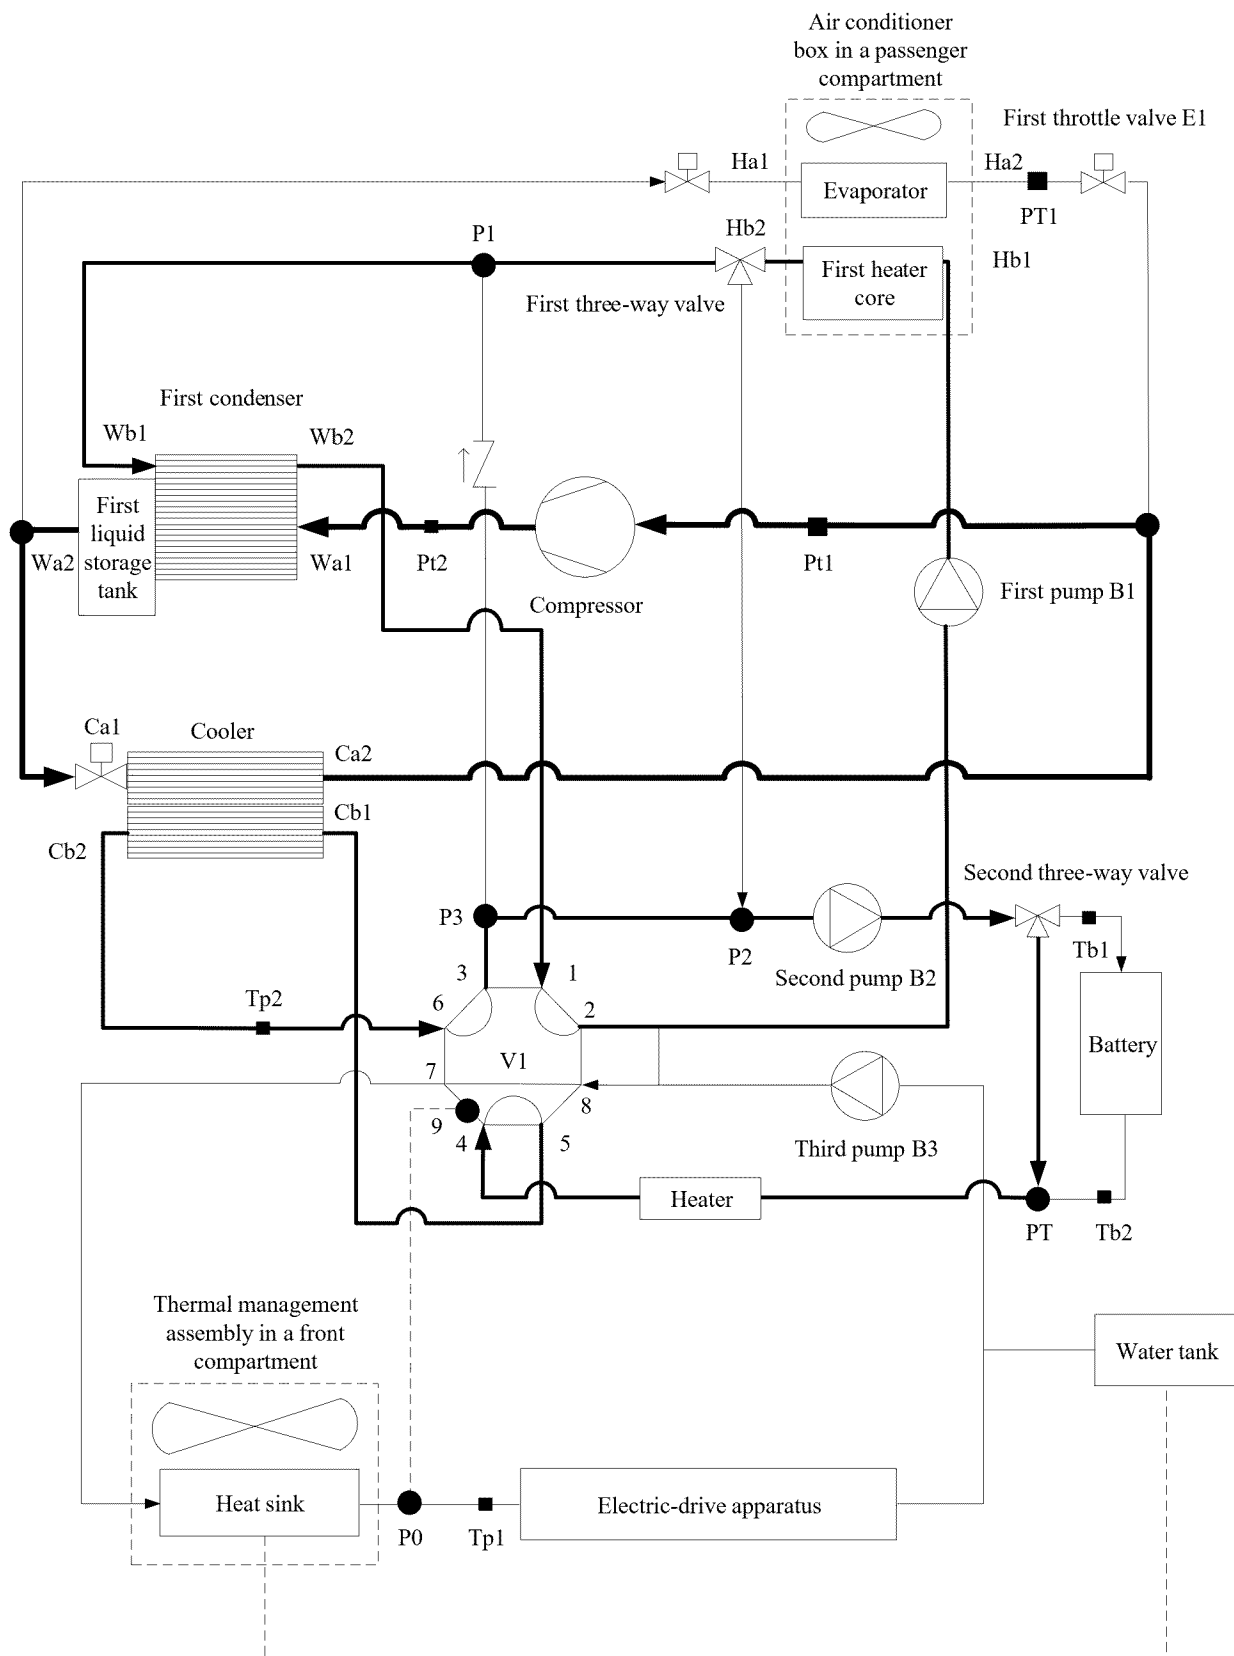 Air conditioner
box in a passenger
compartment
First throttle valve E1
Ha1
Ha2
Evaporator
PT1
P1
Hb2
Hb1
First heater
core
First three-way valve
First condenser
Wb1
Wb2
First
liquid
storage
tank
Wa2
Wa1
Pt2
Pt1
Compressor
First pump B1
Ca1
Cooler
Ca2
Cb1
Cb2
Second three-way valve
P3
P2
Tb1
Second pump B2
3
1
Tp2
6
2
Battery
V1
7
8
9
4
5
Third pump B3
Heater
PT
Tb2
Thermal management
assembly in a front
compartment
Water tank
Heat sink
Electric-drive apparatus
P0
Tp1